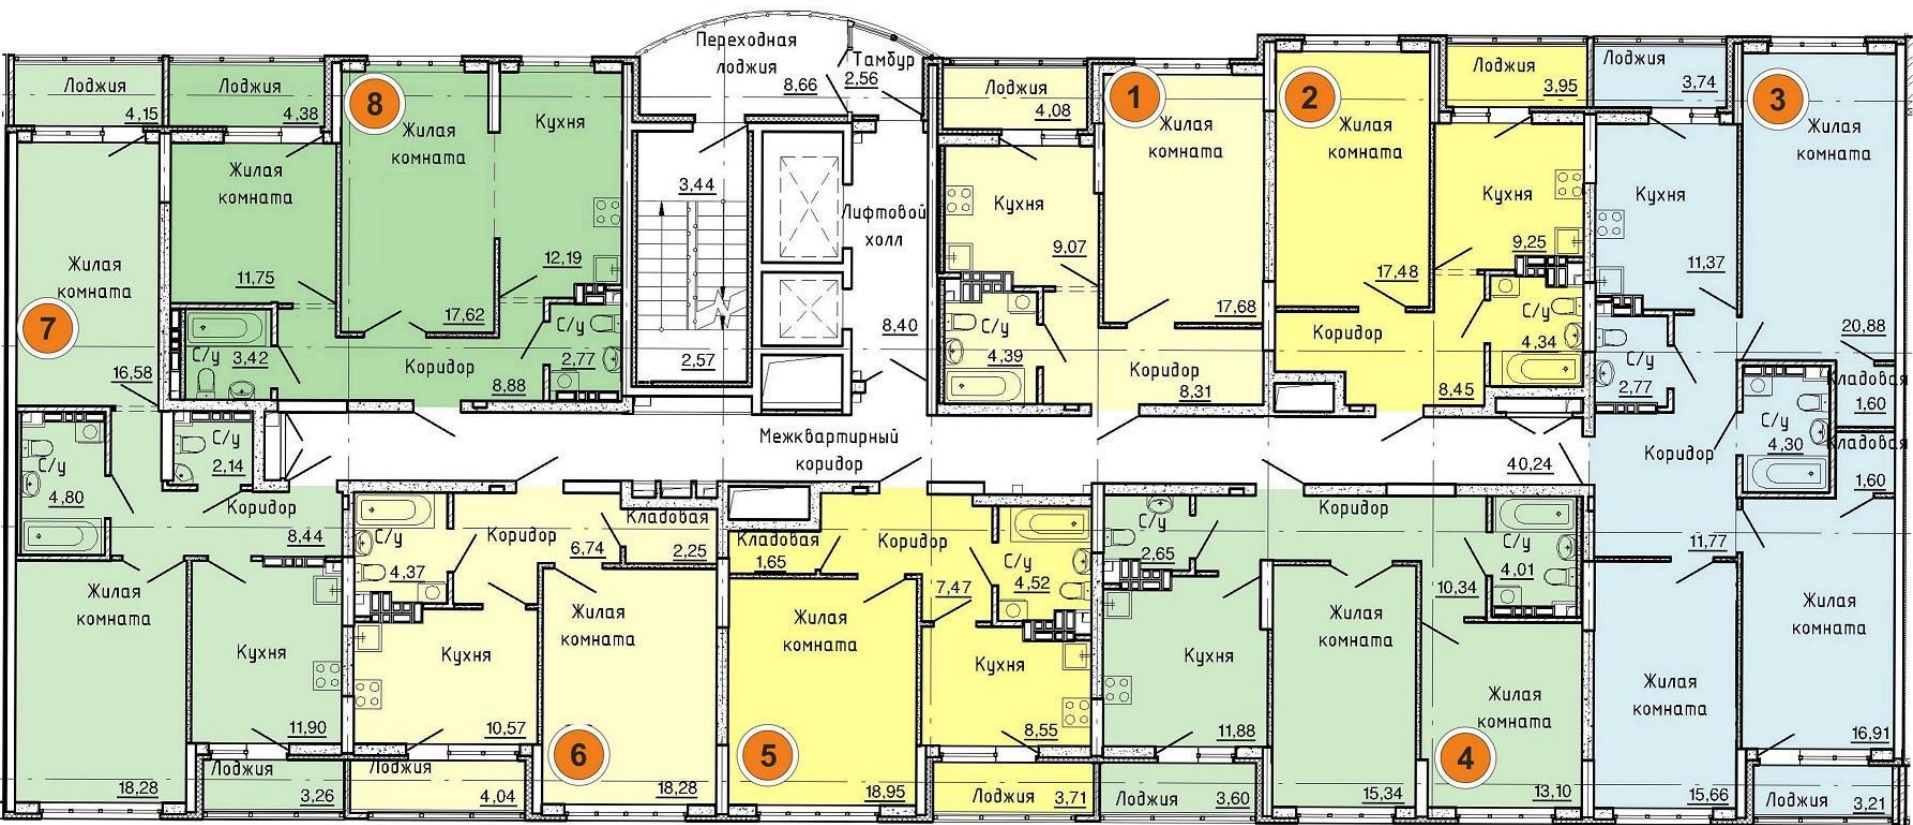 Переходная
лоджия
8,66
Тамбур
2,56
Лоджия
4,15
Лоджия
4,38
8
Жилая
комната
17,62
Кухня
12,19
Жилая
комната
11,75
С/у
3,42
Коридор
8,88
С/у
2,77
3,44
2,57
Лифтовой
холл
8,40
Лоджия
4,08
1
Жилая
комната
17,68
Кухня
9,07
С/у
4,39
Коридор
8,31
2
Жилая
комната
17,48
Лоджия
3,95
Кухня
9,25
Коридор
8,45
С/у
4,34
Лоджия
3,74
3
Жилая
комната
20,88
Кухня
11,37
С/у
2,77
Кладовая
1,60
С/у
4,30
Кладовая
1,60
Коридор
11,77
Жилая
комната
16,91
Жилая
комната
15,66
Лоджия
3,21
Межквартирный
коридор
40,24
7
Жилая
комната
16,58
С/у
4,80
С/у
2,14
Коридор
8,44
Жилая
комната
18,28
Кухня
11,90
Лоджия
3,26
С/у
4,37
Коридор
6,74
Кладовая
2,25
Кухня
10,57
Жилая
комната
18,28
6
Лоджия
4,04
Кладовая
1,65
Коридор
7,47
С/у
4,52
Жилая
комната
18,95
5
Кухня
8,55
Лоджия
3,71
С/у
2,65
Коридор
10,34
С/у
4,01
Кухня
11,88
Лоджия
3,60
Жилая
комната
15,34
Жилая
комната
13,10
4